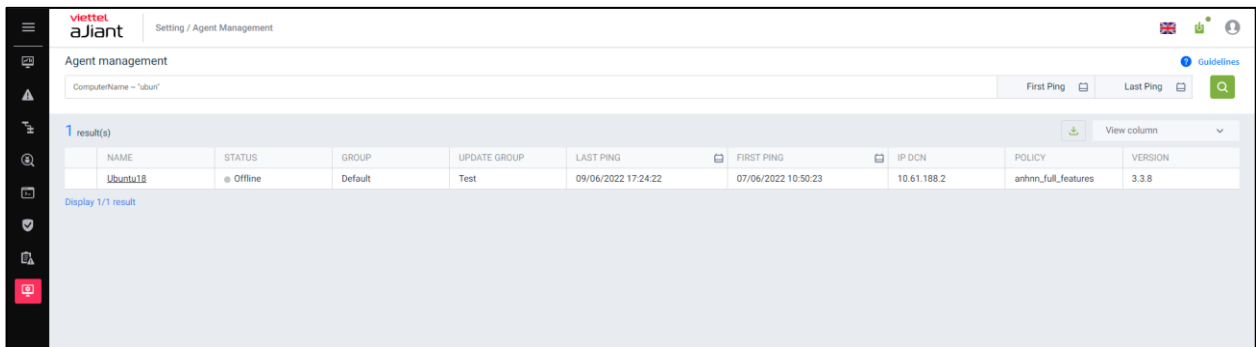 viettel
aJiant
Setting / Agent Management
Agent management
Guidelines
ComputerName ~ "ubun"
First Ping
Last Ping
1 result(s)
View column
NAME STATUS GROUP UPDATE GROUP LAST PING FIRST PING IP DCN POLICY VERSION
Ubuntu18 Offline Default Test 09/06/2022 17:24:22 07/06/2022 10:50:23 10.61.188.2 anhnn_full_features 3.3.8
Display 1/1 result